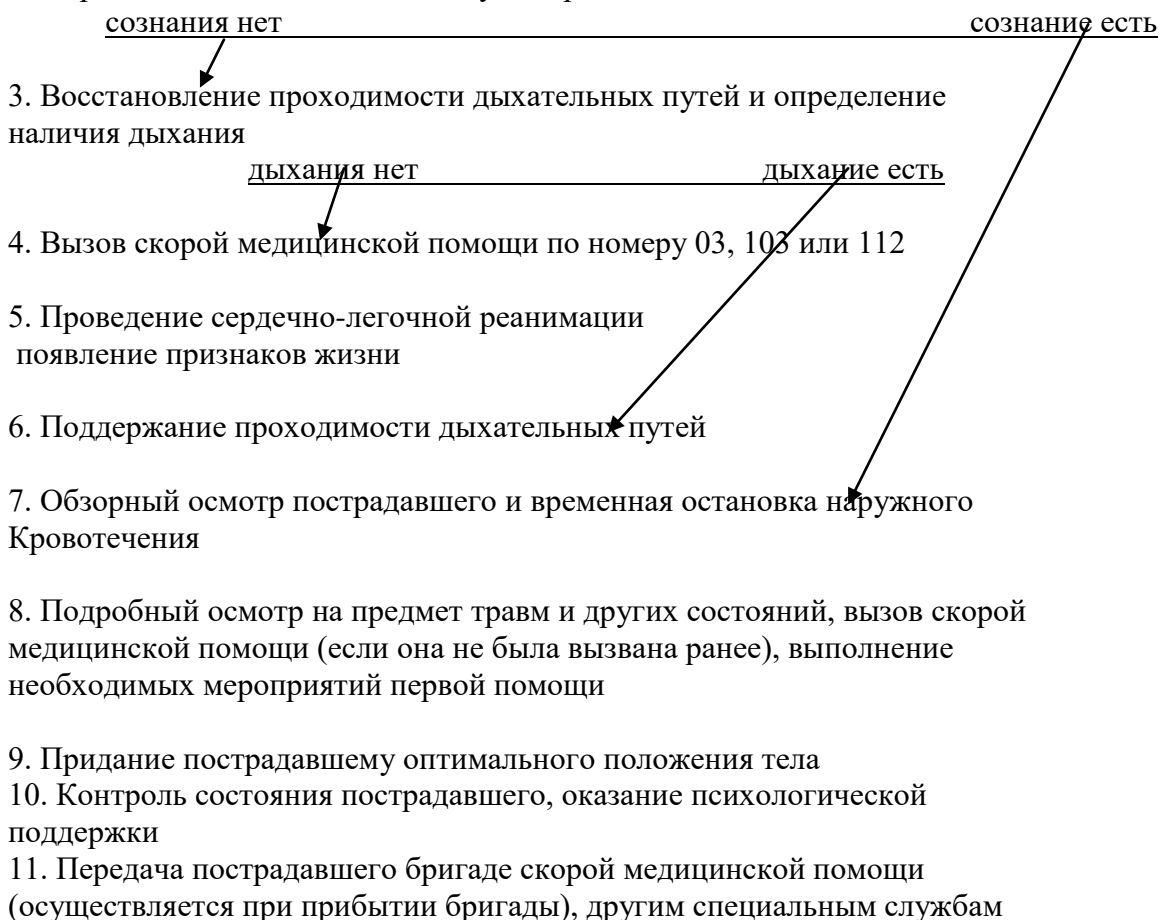 сознания нет сознание есть
3. Восстановление проходимости дыхательных путей и определение
наличия дыхания
дыхания нет дыхание есть
4. Вызов скорой медицинской помощи по номеру 03, 103 или 112
5. Проведение сердечно-легочной реанимации
появление признаков жизни
6. Поддержание проходимости дыхательных путей
7. Обзорный осмотр пострадавшего и временная остановка наружного
Кровотечения
8. Подробный осмотр на предмет травм и других состояний, вызов скорой
медицинской помощи (если она не была вызвана ранее), выполнение
необходимых мероприятий первой помощи
9. Придание пострадавшему оптимального положения тела
10. Контроль состояния пострадавшего, оказание психологической
поддержки
11. Передача пострадавшего бригаде скорой медицинской помощи
(осуществляется при прибытии бригады), другим специальным службам